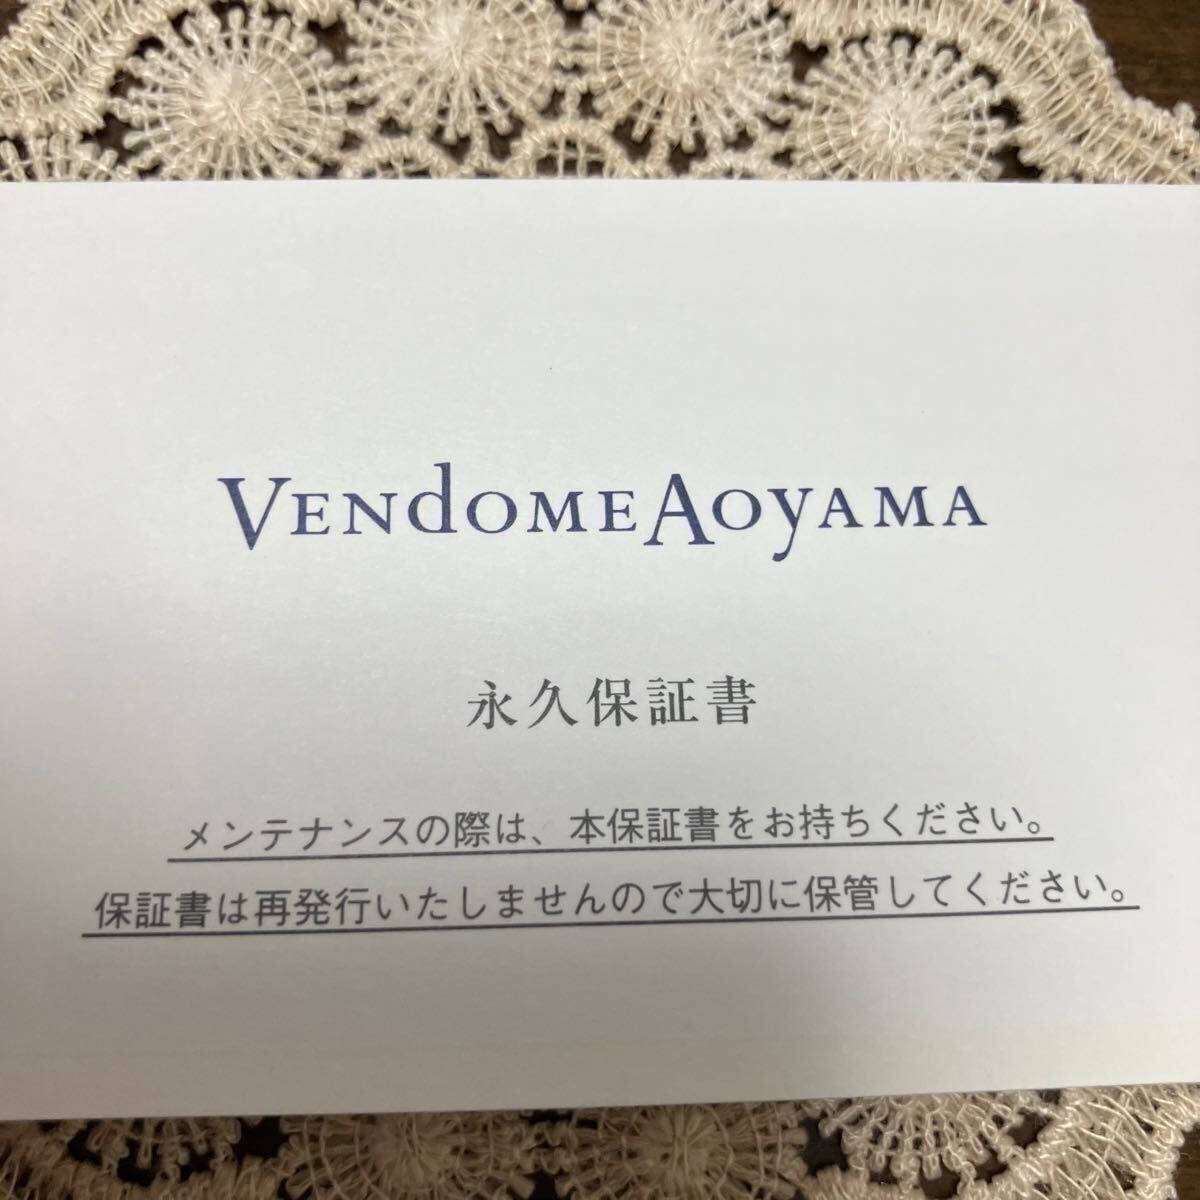 VENdOME AOyAMA
永久保証書
メンテナンスの際は、本保証書をお持ちください。
保証書は再発行いたしませんので大切に保管してください。